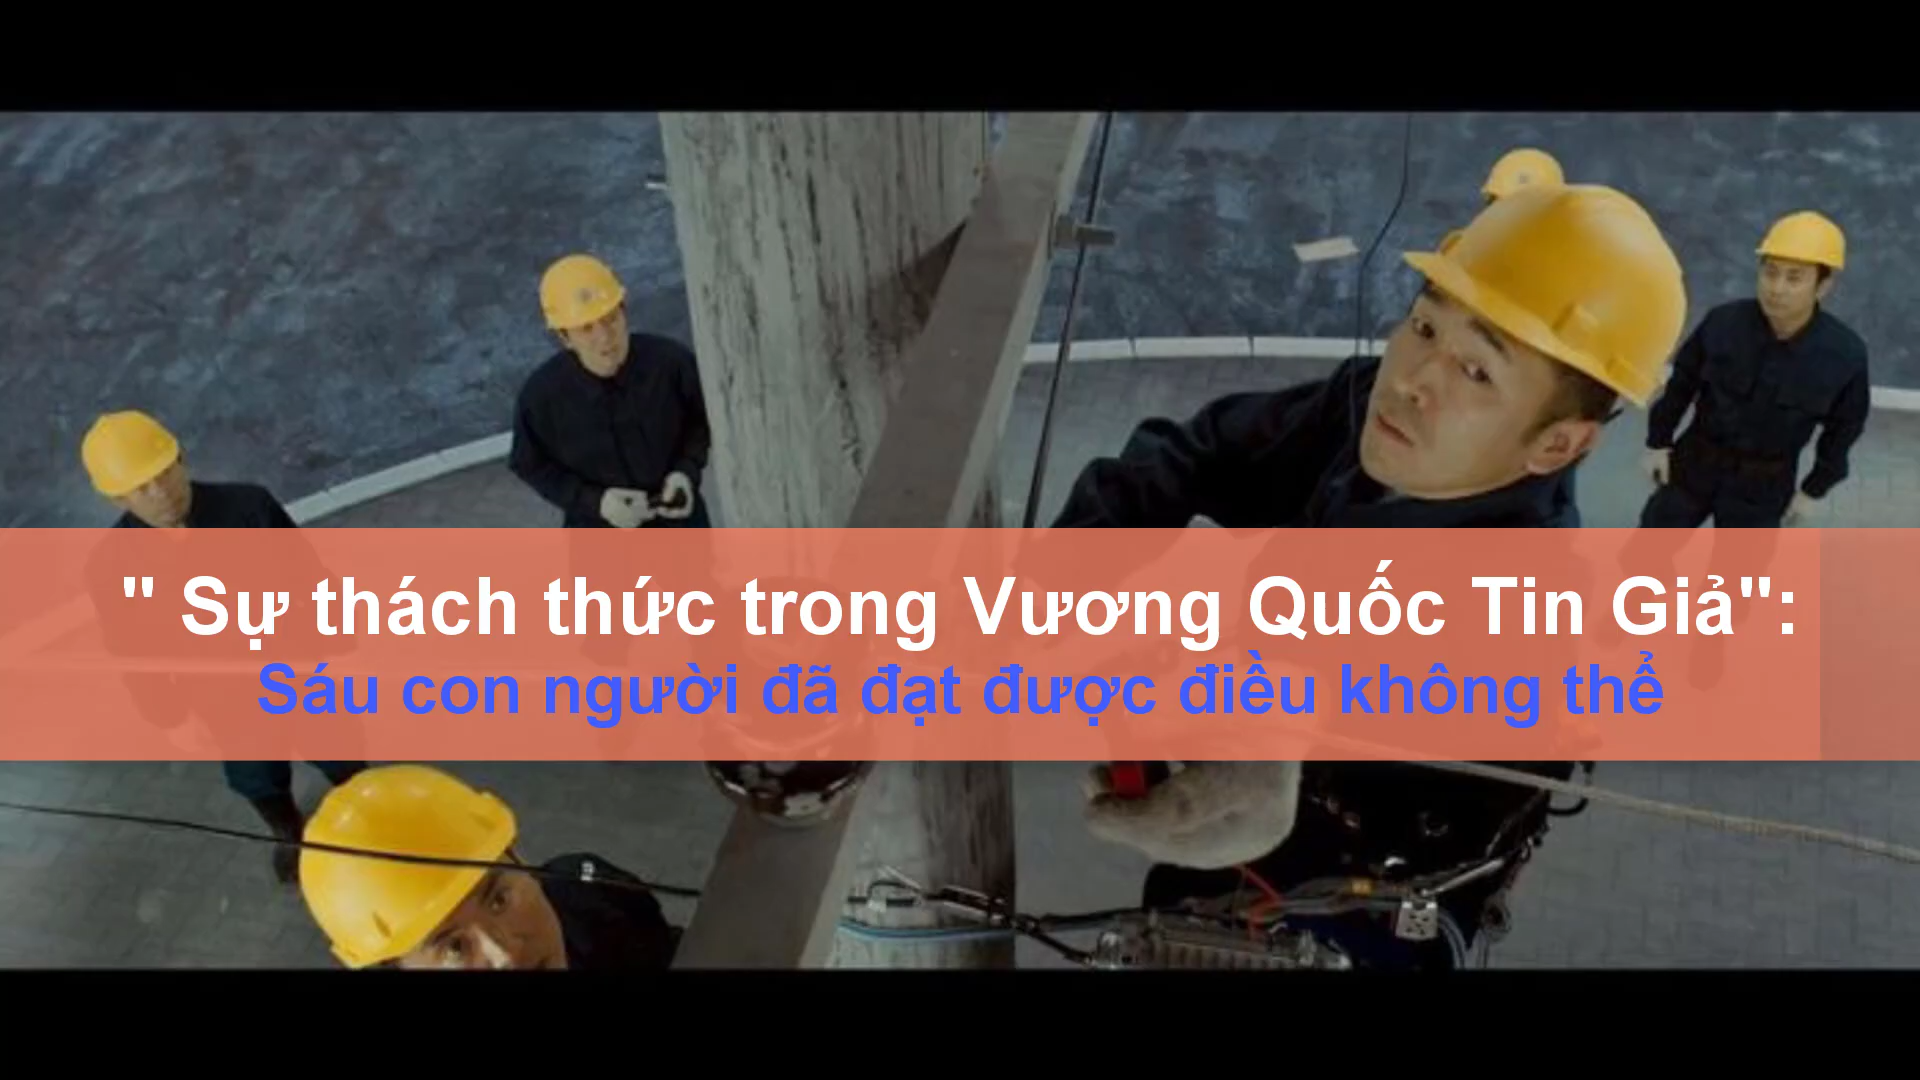 " Sự thách thức trong Vương Quốc Tin Giả":
Sáu con người đã đạt được điều không thể